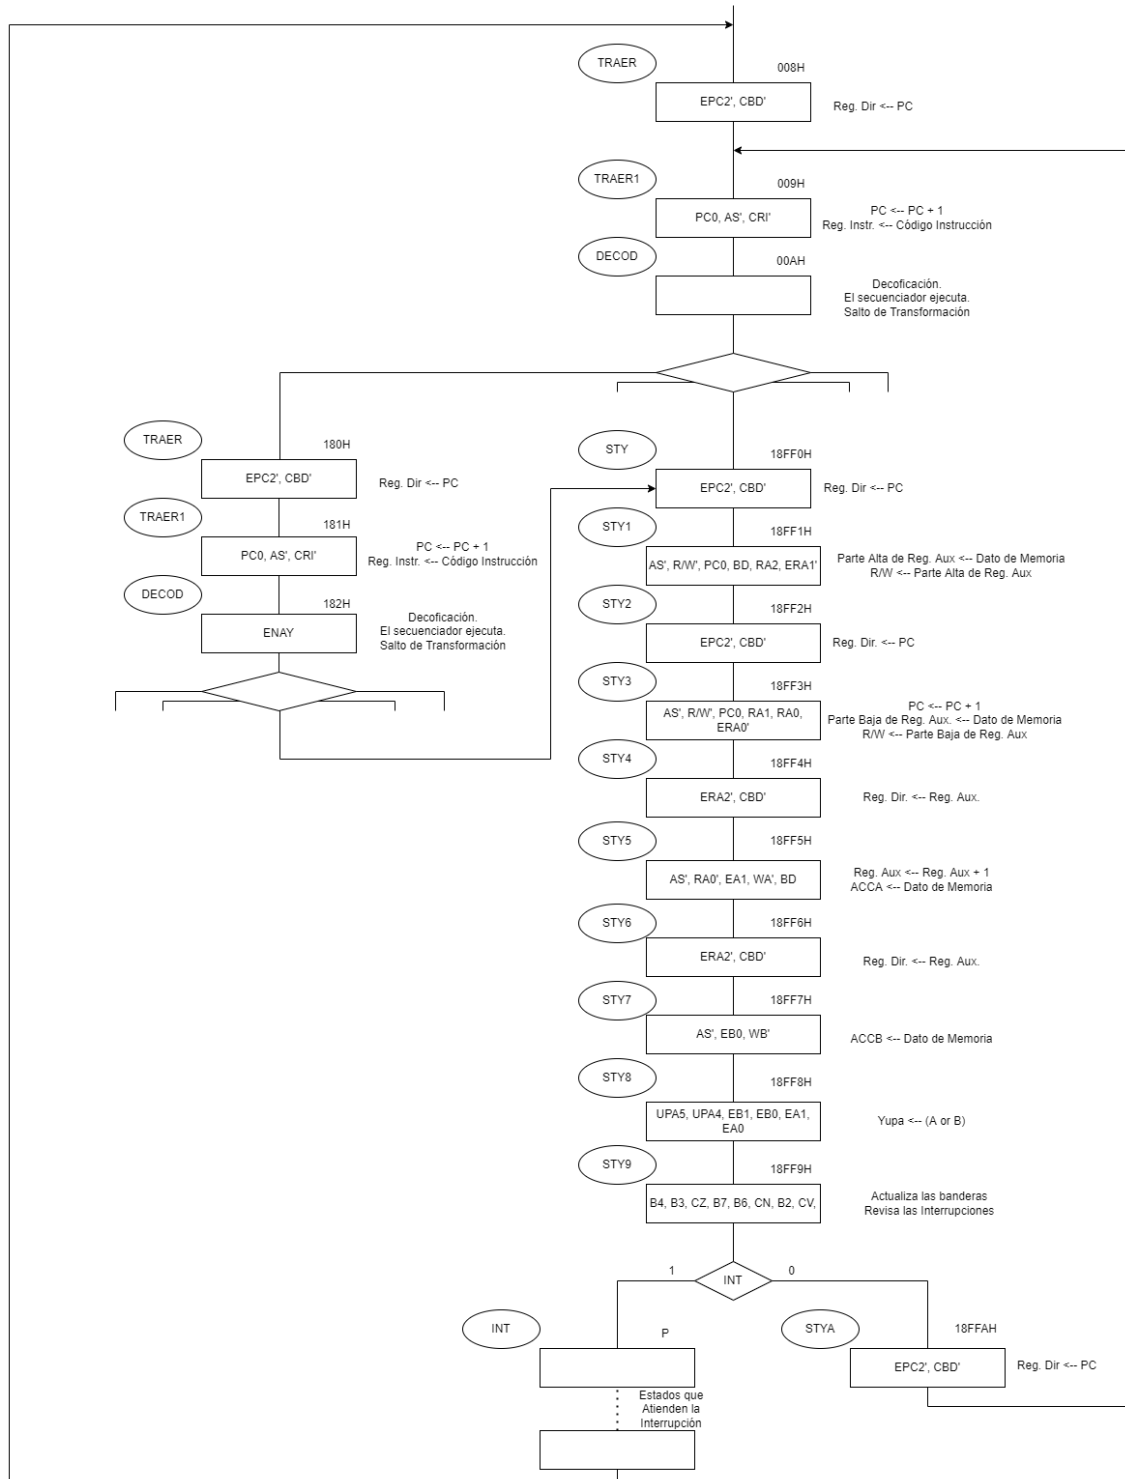 TRAER
008H
EPC2', CBD'
Reg. Dir <-- PC
TRAER1
009H
PC0, AS', CRI'
PC <-- PC + 1
Reg. Instr. <-- Código Instrucción
DECOD
00AH
Decoficación.
El secuenciador ejecuta.
Salto de Transformación
TRAER
180H
EPC2', CBD'
Reg. Dir <-- PC
TRAER1
181H
PC0, AS', CRI'
PC <-- PC + 1
Reg. Instr. <-- Código Instrucción
DECOD
182H
ENAY
Decoficación.
El secuenciador ejecuta.
Salto de Transformación
STY
18FF0H
EPC2', CBD'
Reg. Dir <-- PC
STY1
18FF1H
AS', R/W', PC0, BD, RA2, ERA1'
Parte Alta de Reg. Aux <-- Dato de Memoria
R/W <-- Parte Alta de Reg. Aux
STY2
18FF2H
EPC2', CBD'
Reg. Dir. <-- PC
STY3
18FF3H
AS', R/W', PC0, RA1, RA0,
ERA0'
PC <-- PC + 1
Parte Baja de Reg. Aux. <-- Dato de Memoria
R/W <-- Parte Baja de Reg. Aux
STY4
18FF4H
ERA2', CBD'
Reg. Dir. <-- Reg. Aux.
STY5
18FF5H
AS', RA0', EA1, WA', BD
Reg. Aux <-- Reg. Aux + 1
ACCA <-- Dato de Memoria
STY6
18FF6H
ERA2', CBD'
Reg. Dir. <-- Reg. Aux.
STY7
18FF7H
AS', EB0, WB'
ACCB <-- Dato de Memoria
STY8
18FF8H
UPA5, UPA4, EB1, EB0, EA1,
EA0
Yupa <-- (A or B)
STY9
18FF9H
B4, B3, CZ, B7, B6, CN, B2, CV,
Actualiza las banderas
Revisa las Interrupciones
1
INT
0
INT
P
Estados que
Atienden la
Interrupción
STYA
18FFAH
EPC2', CBD'
Reg. Dir <-- PC